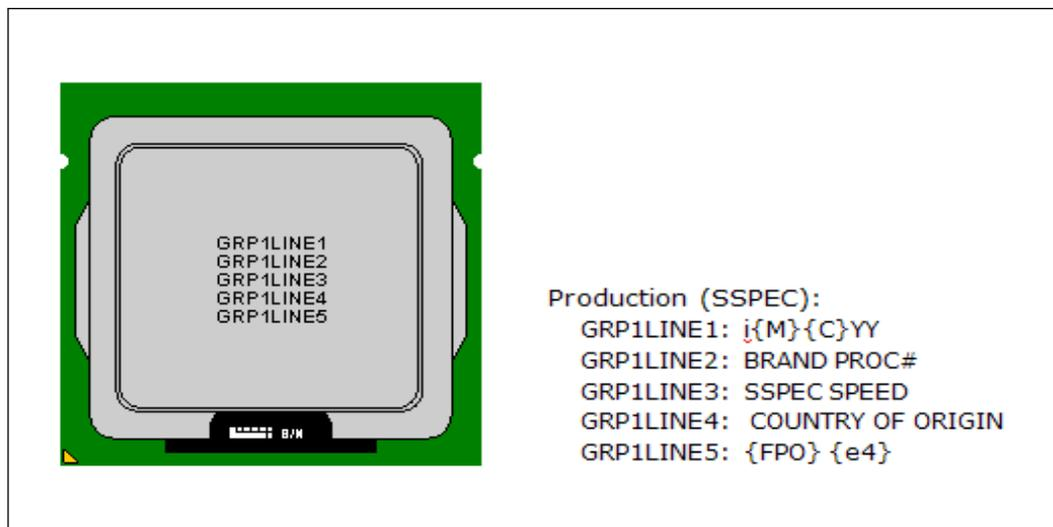 GRP1LINE1
GRP1LINE2
GRP1LINE3
GRP1LINE4
GRP1LINE5
S/N
Production (SSPEC):
GRP1LINE1: i{M}{C}YY
GRP1LINE2: BRAND PROC#
GRP1LINE3: SSPEC SPEED
GRP1LINE4: COUNTRY OF ORIGIN
GRP1LINE5: {FPO} {e4}